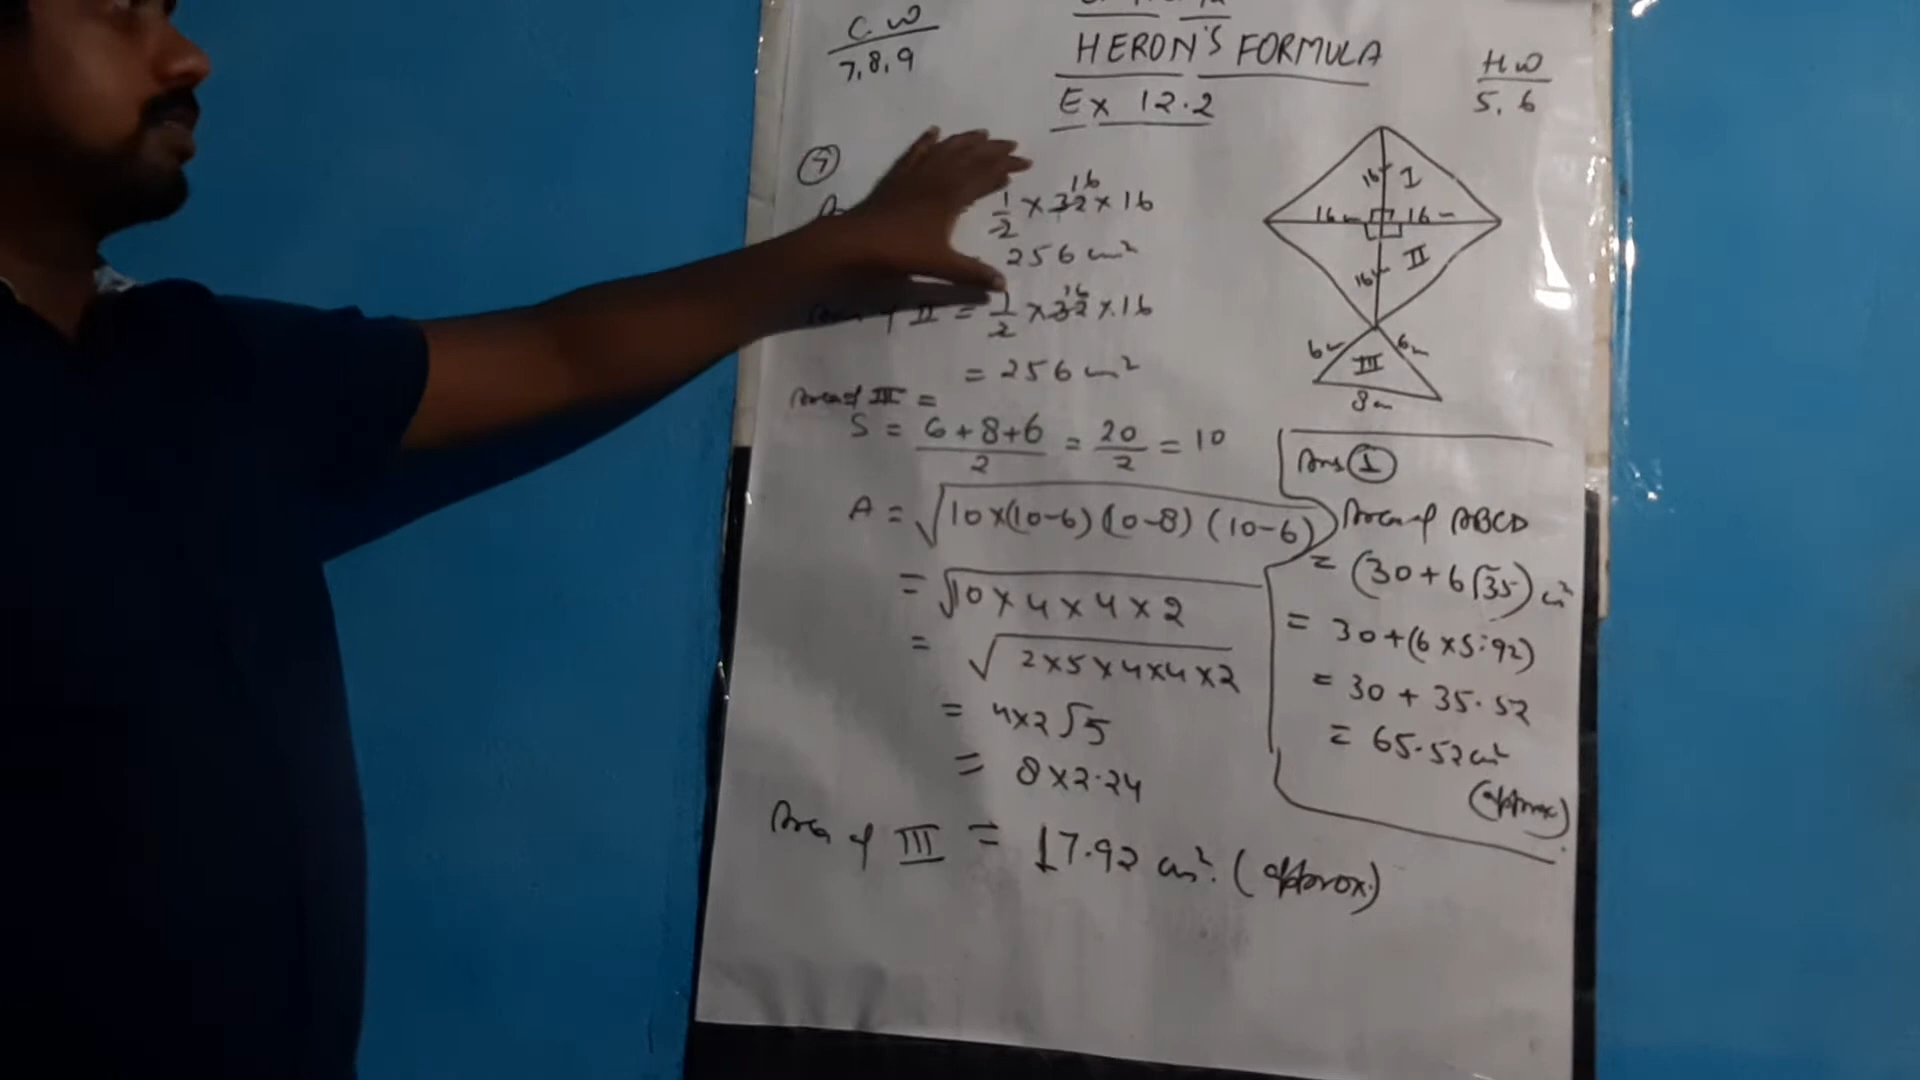 C.W
7,8,9
HERON'S FORMULA
Ex 12.2
H W
5, 6
7
1/2 × 32 × 16
16
256 cm²
Area of II = 1/2 × 32 × 16
16
= 256 cm²
Area of III =
S = 6+8+6/2 = 20/2 = 10
A = √10×(10-6)(10-8)(10-6)
= √10×4×4×2
= √2×5×4×4×2
= 4×2√5
= 8×2.24
Area of III = 17.92 cm². (approx.)
16
I
16 cm 16
16
II
6 6
III
8 cm
Ans 1
Area of ABCD
= (30+6√35) cm²
= 30+(6×5.92)
= 30+35.52
= 65.52 cm²
(approx)